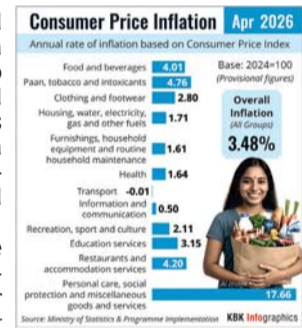 Consumer Price Inflation Apr 2026
Annual rate of inflation based on Consumer Price Index
Food and beverages 4.01
Paan, tobacco and intoxicants 4.76
Clothing and footwear 2.80
Housing, water, electricity,
gas and other fuels 1.71
Furnishings, household
equipment and routine 1.61
household maintenance
Health 1.64
Transport -0.01
Information and
communication 0.50
Recreation, sport and culture 2.11
Education services 3.15
Restaurants and
accommodation services 4.20
Personal care, social
protection and miscellaneous 17.66
goods and services
Base: 2024=100
(Provisional figures)
Overall
Inflation
(All Groups)
3.48%
Source: Ministry of Statistics & Programme Implementation
KBK Infographics